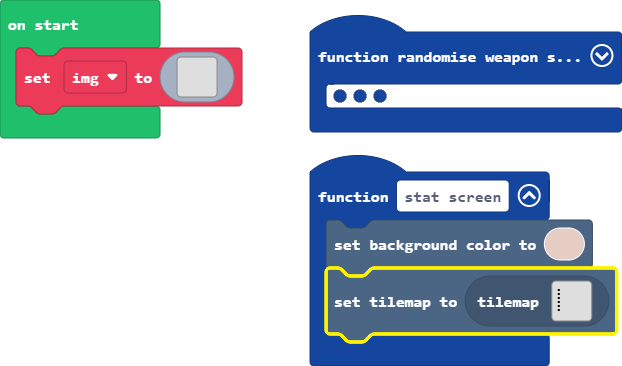 on start
set img to
function randomise weapon s...
function stat screen
set background color to
set tilemap to tilemap